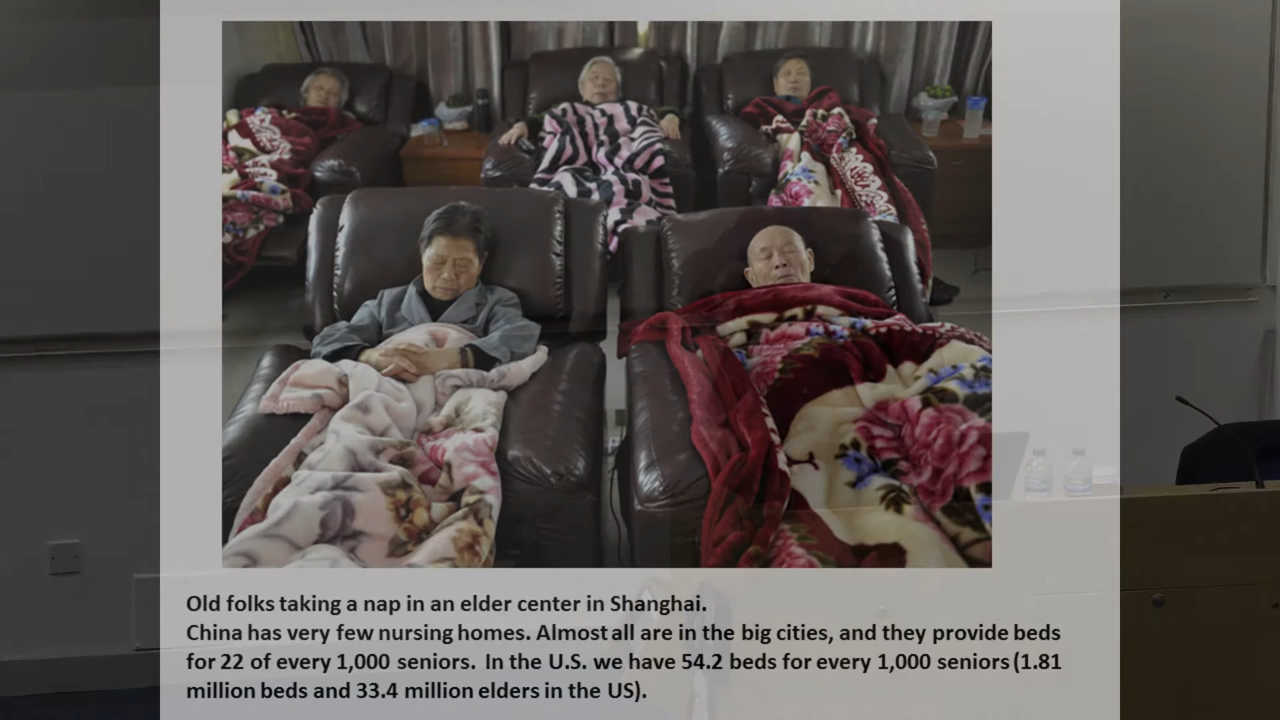 Old folks taking a nap in an elder center in Shanghai.
China has very few nursing homes. Almost all are in the big cities, and they provide beds
for 22 of every 1,000 seniors. In the U.S. we have 54.2 beds for every 1,000 seniors (1.81
million beds and 33.4 million elders in the US).